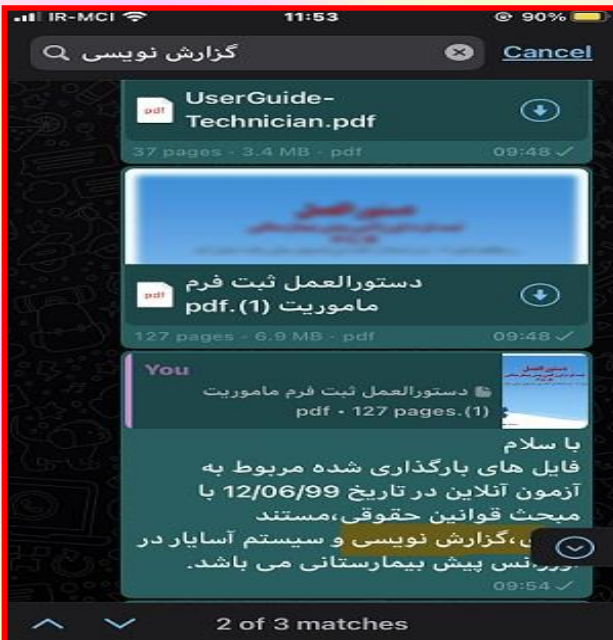 IR-MCI 11:53 90%
گزارش نویسی Cancel
pdf
UserGuide-
Technician.pdf
37 pages - 3.4 MB - pdf 09:48
دستورالعمل
pdf
دستورالعمل ثبت فرم
ماموریت (1).pdf
127 pages - 6.9 MB - pdf 09:48
You
دستورالعمل ثبت فرم ماموریت
(1).pdf • 127 pages
با سلام
فایل های بارگذاری شده مربوط به
آزمون آنلاین در تاریخ 12/06/99 با
مبحث قوانین حقوقی،مستند
،گزارش نویسی و سیستم آسایار در
پیش بیمارستانی می باشد.
09:54
2 of 3 matches